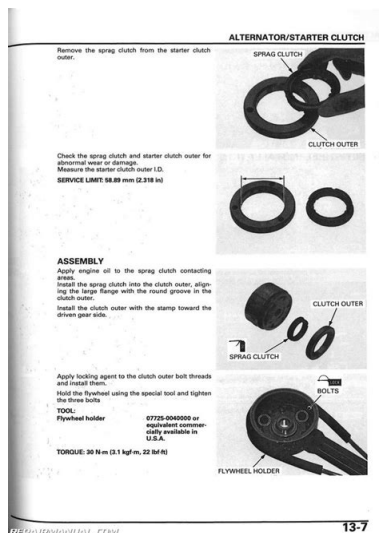 ALTERNATOR/STARTER CLUTCH
Remove the sprag clutch from the starter clutch
outer.
SPRAG CLUTCH
CLUTCH OUTER
Check the sprag clutch and starter clutch outer for
abnormal wear or damage.
Measure the starter clutch outer I.D.
SERVICE LIMIT: 58.89 mm (2.318 in)
ASSEMBLY
Apply engine oil to the sprag clutch contacting
areas.
Install the sprag clutch into the clutch outer, align-
ing the large flange with the round groove in the
clutch outer.
Install the clutch outer with the stamp toward the
driven gear side.
CLUTCH OUTER
SPRAG CLUTCH
Apply locking agent to the clutch outer bolt threads
and install them.
Hold the flywheel using the special tool and tighten
the three bolts
TOOL:
Flywheel holder 07725-0040000 or
equivalent commer-
cially available in
U.S.A.
TORQUE: 30 N·m (3.1 kgf·m, 22 lbf·ft)
LOCK
BOLTS
FLYWHEEL HOLDER
13-7